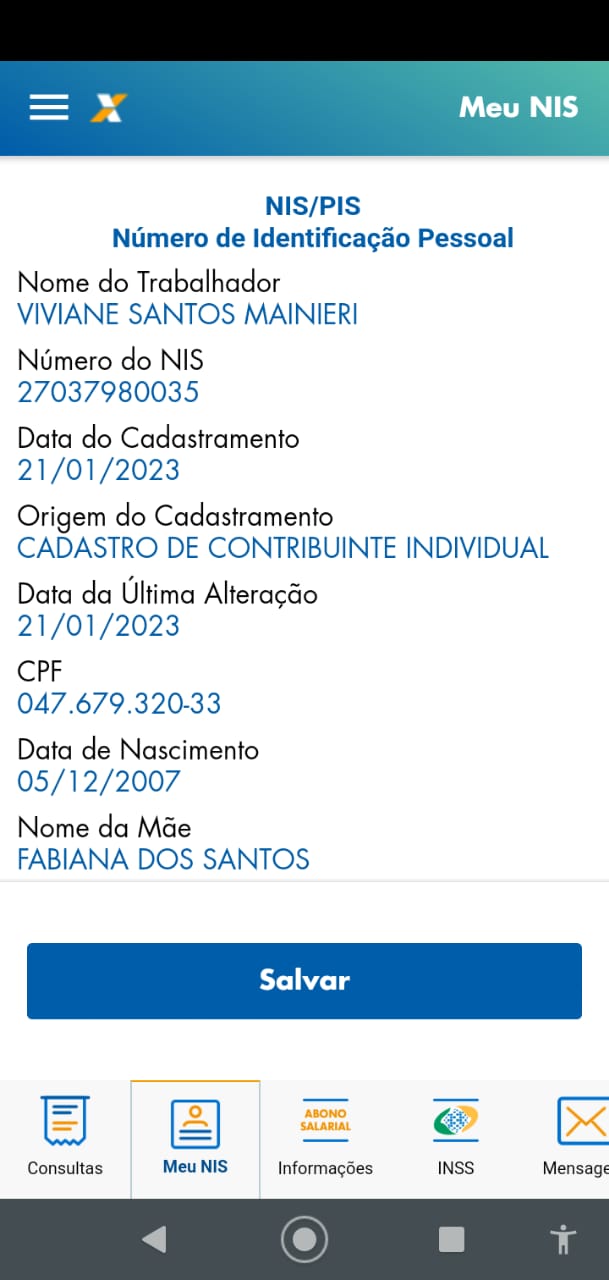 Meu NIS
NIS/PIS
Número de Identificação Pessoal
Nome do Trabalhador
VIVIANE SANTOS MAINIERI
Número do NIS
27037980035
Data do Cadastramento
21/01/2023
Origem do Cadastramento
CADASTRO DE CONTRIBUINTE INDIVIDUAL
Data da Última Alteração
21/01/2023
CPF
047.679.320-33
Data de Nascimento
05/12/2007
Nome da Mãe
FABIANA DOS SANTOS
Salvar
ABONO
SALARIAL
Consultas
Meu NIS
Informações
INSS
Mensage